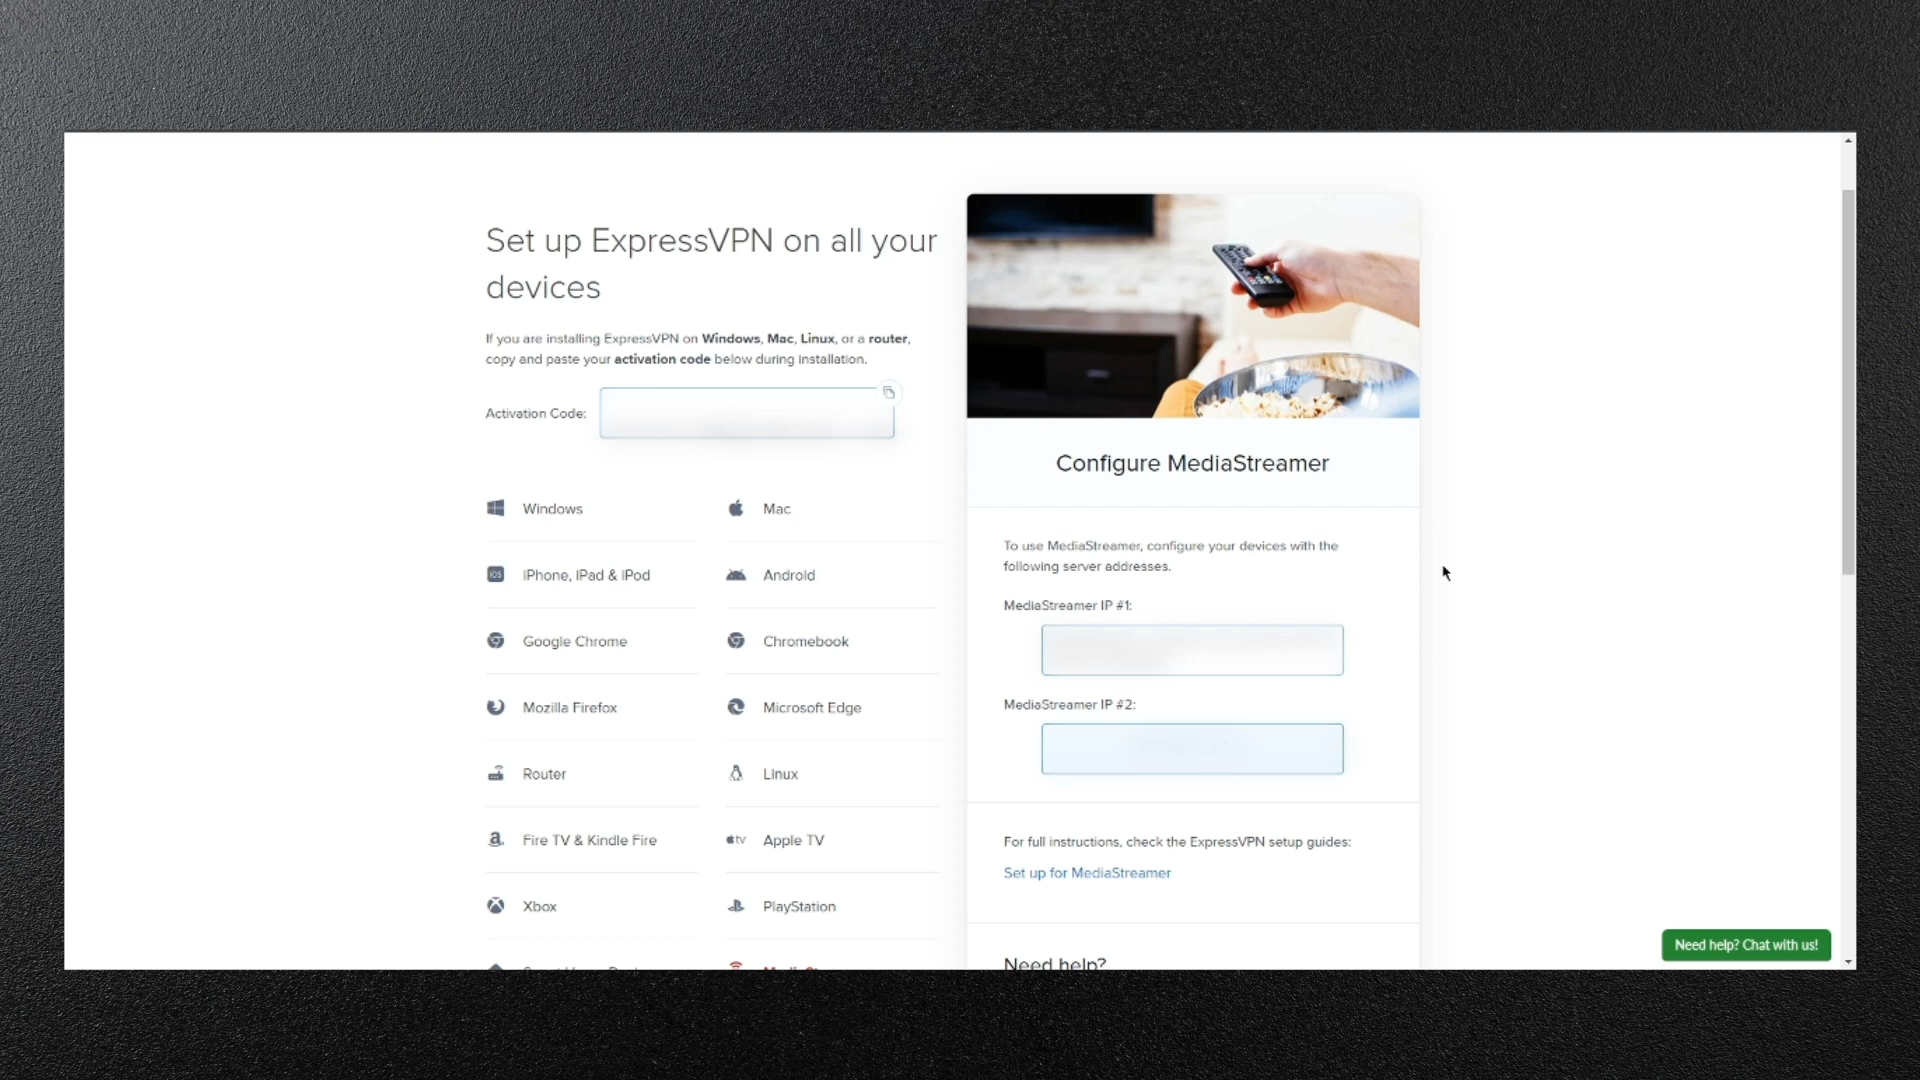 Set up ExpressVPN on all your
devices
If you are installing ExpressVPN on Windows, Mac, Linux, or a router,
copy and paste your activation code below during installation.
Activation Code:
Windows
Mac
iPhone, iPad & iPod
Android
Google Chrome
Chromebook
Mozilla Firefox
Microsoft Edge
Router
Linux
Fire TV & Kindle Fire
tv
Apple TV
Xbox
PlayStation
Configure MediaStreamer
To use MediaStreamer, configure your devices with the
following server addresses.
MediaStreamer IP #1:
MediaStreamer IP #2:
For full instructions, check the ExpressVPN setup guides:
Set up for MediaStreamer
Need help?
Need help? Chat with us!